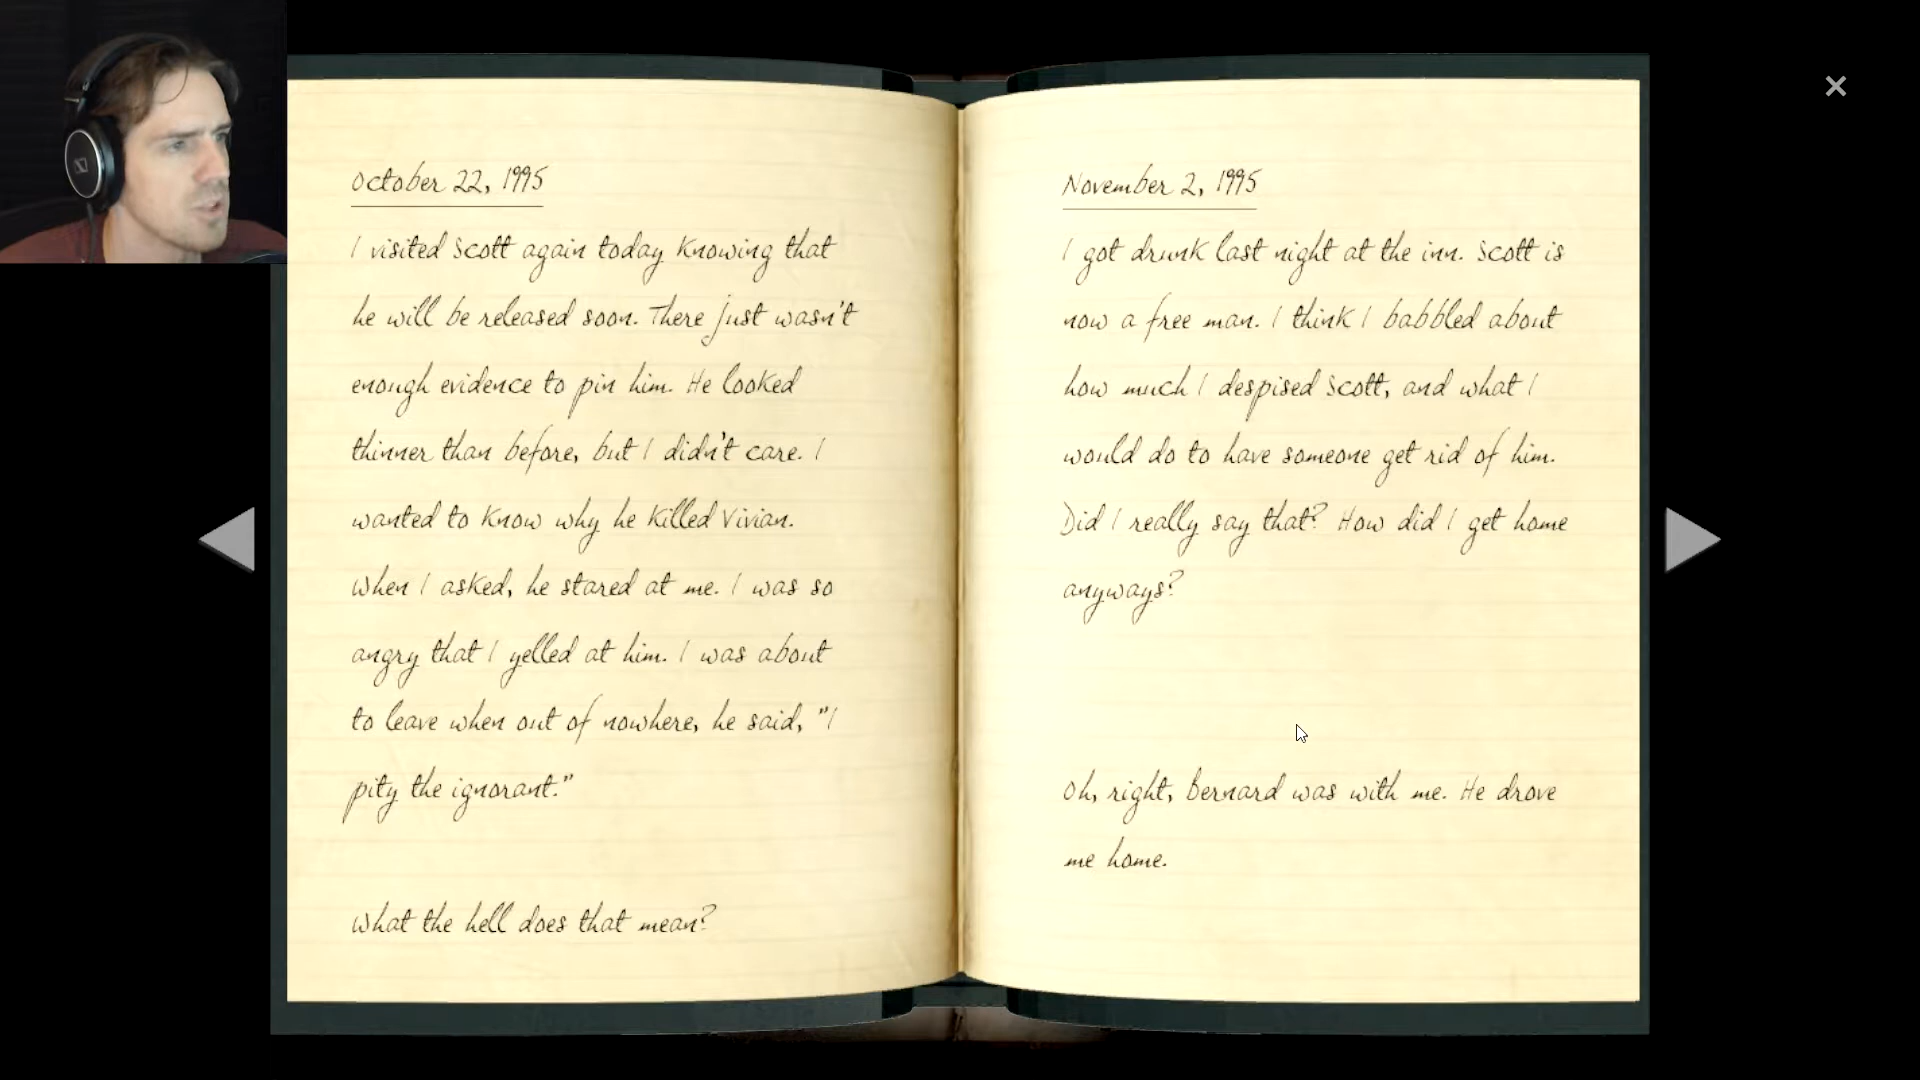 October 22, 1995
I visited Scott again today knowing that
he will be released soon. There just wasn't
enough evidence to pin him. He looked
thinner than before, but I didn't care. I
wanted to know why he killed Vivian.
When I asked, he stared at me. I was so
angry that I yelled at him. I was about
to leave when out of nowhere, he said, "I
pity the ignorant."
What the hell does that mean?
November 2, 1995
I got drunk last night at the inn. Scott is
now a free man. I think I babbled about
how much I despised Scott, and what I
would do to have someone get rid of him.
Did I really say that? How did I get home
anyways?
Oh, right, Bernard was with me. He drove
me home.